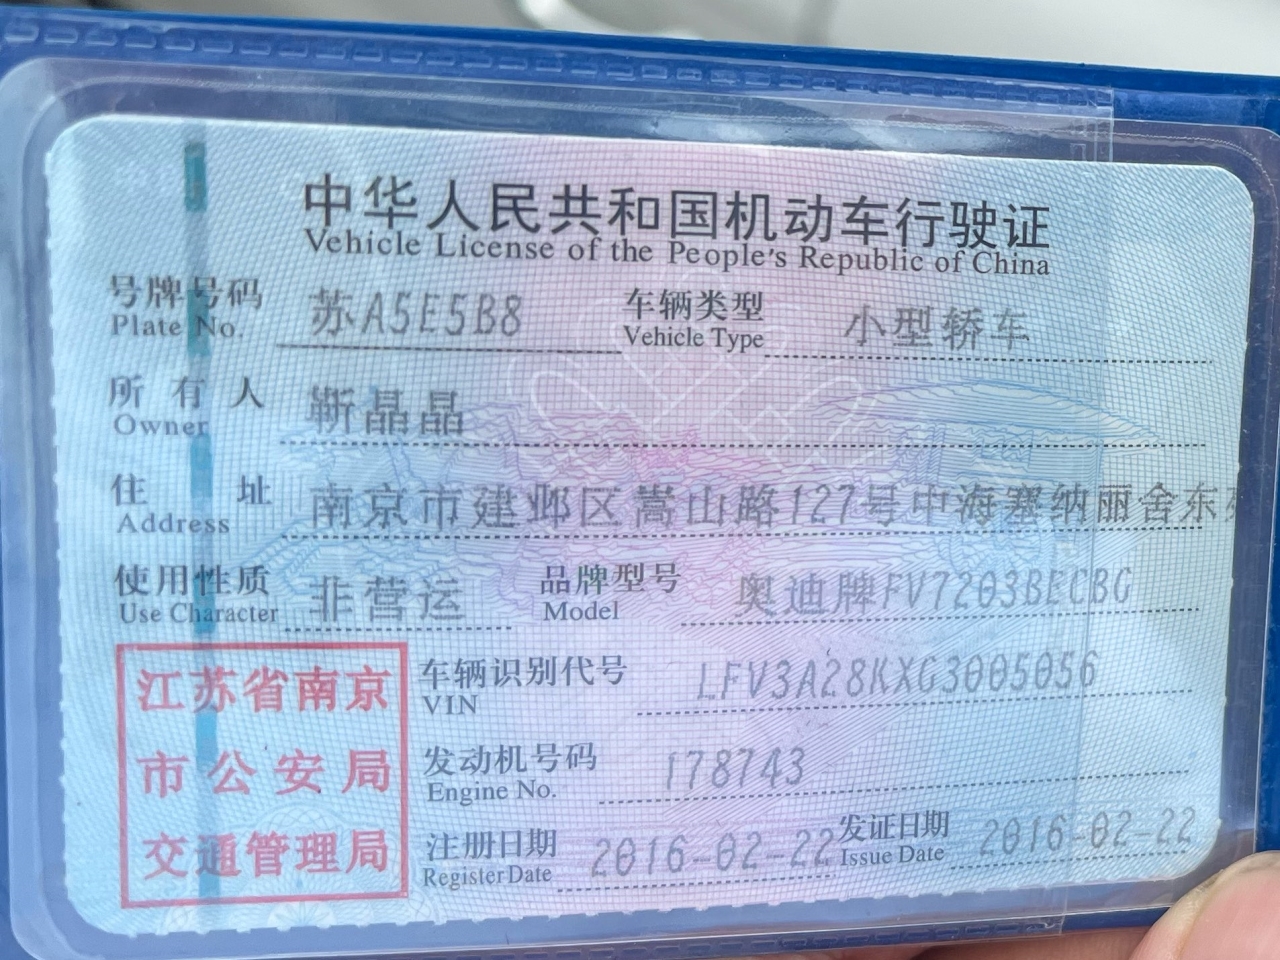 中华人民共和国机动车行驶证
Vehicle License of the People's Republic of China
号牌号码 苏A5E5B8 车辆类型 小型轿车
Plate No. Vehicle Type
所有人 靳晶晶
Owner
住址 南京市建邺区嵩山路127号中海塞纳丽舍东
Address
使用性质 非营运 品牌型号 奥迪牌FV7203BECBG
Use Character Model
江苏省南京
市公安局
交通管理局
车辆识别代号 LFV3A28KXG3005056
VIN
发动机号码 178743
Engine No.
注册日期 2016-02-22 发证日期 2016-02-22
Register Date Issue Date